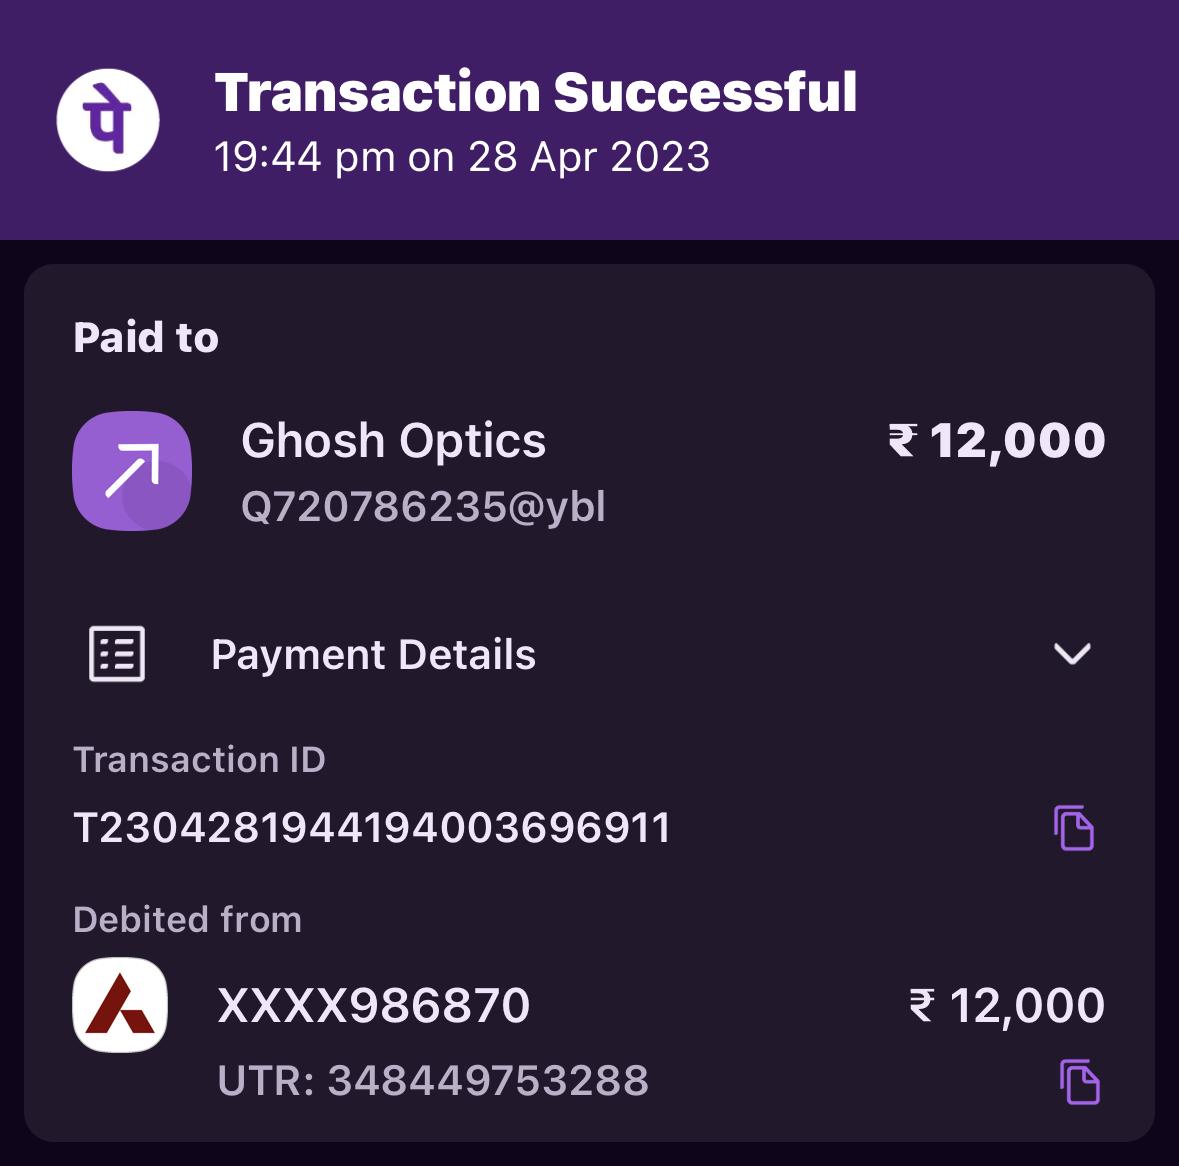 पे
Transaction Successful
19:44 pm on 28 Apr 2023
Paid to
Ghosh Optics
₹ 12,000
Q720786235@ybl
Payment Details
Transaction ID
T2304281944194003696911
Debited from
XXXX986870
₹ 12,000
UTR: 348449753288